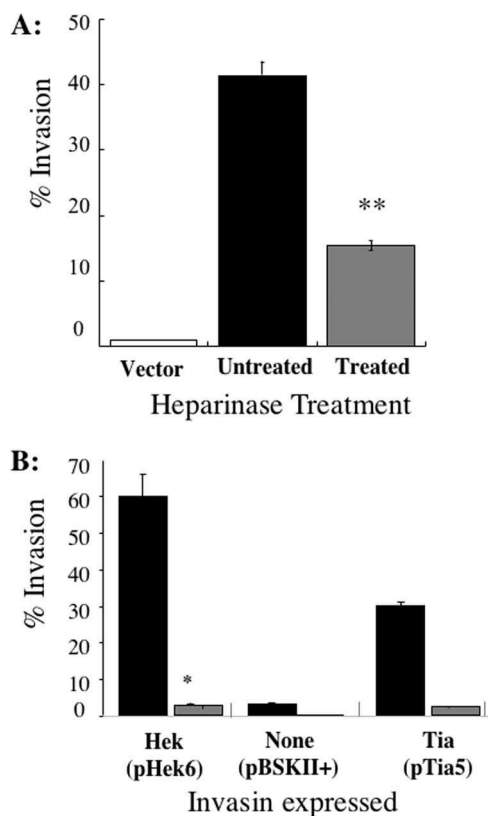 A:
% Invasion
50
40
30
20
10
0
**
Vector Untreated Treated
Heparinase Treatment
B:
% Invasion
70
60
50
40
30
20
10
0
*
Hek None Tia
(pHek6) (pBSKII+) (pTia5)
Invasin expressed